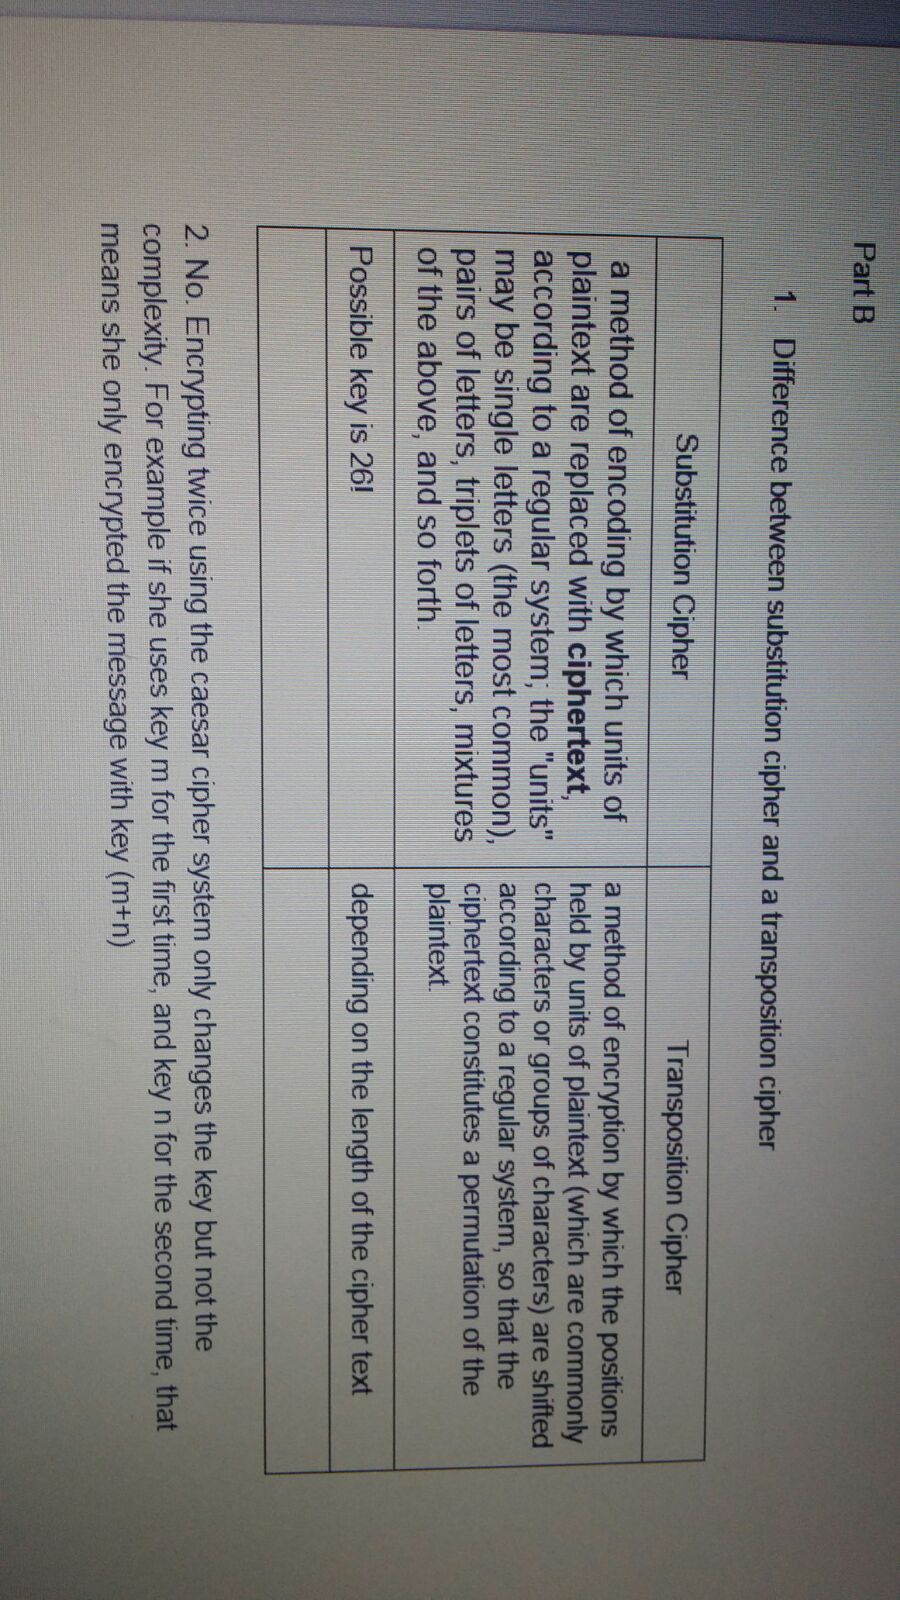 Part B
1. Difference between substitution cipher and a transposition cipher
Substitution Cipher
Transposition Cipher
a method of encoding by which units of
plaintext are replaced with ciphertext,
according to a regular system; the "units"
may be single letters (the most common),
pairs of letters, triplets of letters, mixtures
of the above, and so forth.
a method of encryption by which the positions
held by units of plaintext (which are commonly
characters or groups of characters) are shifted
according to a regular system, so that the
ciphertext constitutes a permutation of the
plaintext.
Possible key is 26!
depending on the length of the cipher text
2. No. Encrypting twice using the caesar cipher system only changes the key but not the
complexity. For example if she uses key m for the first time, and key n for the second time, that
means she only encrypted the message with key (m+n)